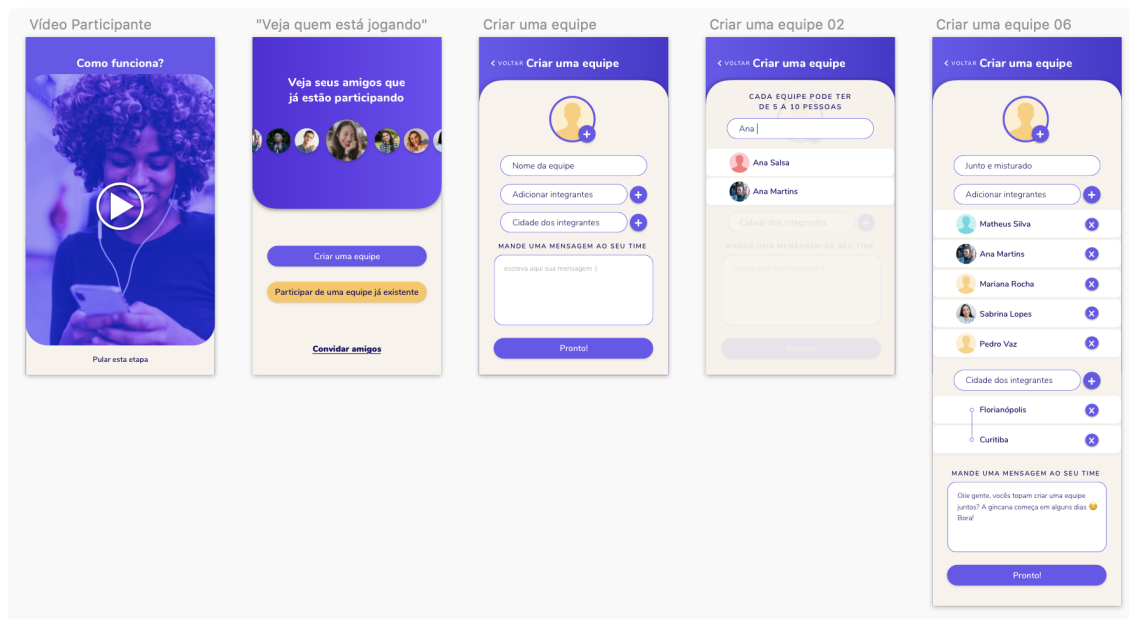 Vídeo Participante
Como funciona?
Pular esta etapa
"Veja quem está jogando"
Veja seus amigos que
já estão participando
Criar uma equipe
Participar de uma equipe já existente
Convidar amigos
Criar uma equipe
VOLTAR Criar uma equipe
+
Nome da equipe
Adicionar integrantes +
Cidade dos integrantes +
MANDE UMA MENSAGEM AO SEU TIME
escreva aqui sua mensagem :)
Pronto!
Criar uma equipe 02
VOLTAR Criar uma equipe
CADA EQUIPE PODE TER
DE 5 A 10 PESSOAS
Ana
Ana Salsa
Ana Martins
Cidade dos integrantes +
MANDE UMA MENSAGEM AO SEU TIME
escreva aqui sua mensagem :)
Pronto!
Criar uma equipe 06
VOLTAR Criar uma equipe
+
Junto e misturado
Adicionar integrantes +
Matheus Silva X
Ana Martins X
Mariana Rocha X
Sabrina Lopes X
Pedro Vaz X
Cidade dos integrantes +
Florianópolis X
Curitiba X
MANDE UMA MENSAGEM AO SEU TIME
Oiie gente, vocês topam criar uma equipe
juntos? A gincana começa em alguns dias 😊
Bora!
Pronto!